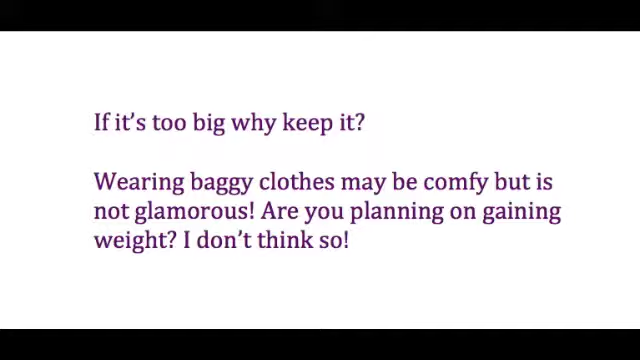 If it's too big why keep it?
Wearing baggy clothes may be comfy but is
not glamorous! Are you planning on gaining
weight? I don't think so!